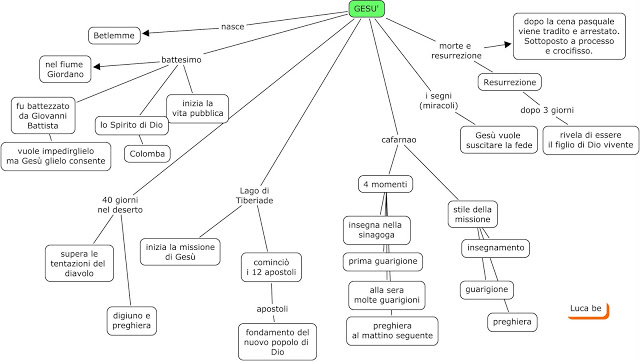 GESU'
nasce
Betlemme
battesimo
nel fiume
Giordano
fu battezzato
da Giovanni
Battista
vuole impedirglielo
ma Gesù glielo consente
lo Spirito di Dio
Colomba
inizia la
vita pubblica
40 giorni
nel deserto
supera le
tentazioni del
diavolo
digiuno e
preghiera
Lago di
Tiberiade
inizia la missione
di Gesù
cominciò
i 12 apostoli
apostoli
fondamento del
nuovo popolo di
Dio
cafarnao
4 momenti
insegna nella
sinagoga
prima guarigione
alla sera
molte guarigioni
preghiera
al mattino seguente
stile della
missione
insegnamento
guarigione
preghiera
i segni
(miracoli)
Gesù vuole
suscitare la fede
morte e
resurrezione
dopo la cena pasquale
viene tradito e arrestato.
Sottoposto a processo
e crocifisso.
Resurrezione
dopo 3 giorni
rivela di essere
il figlio di Dio vivente
Luca be